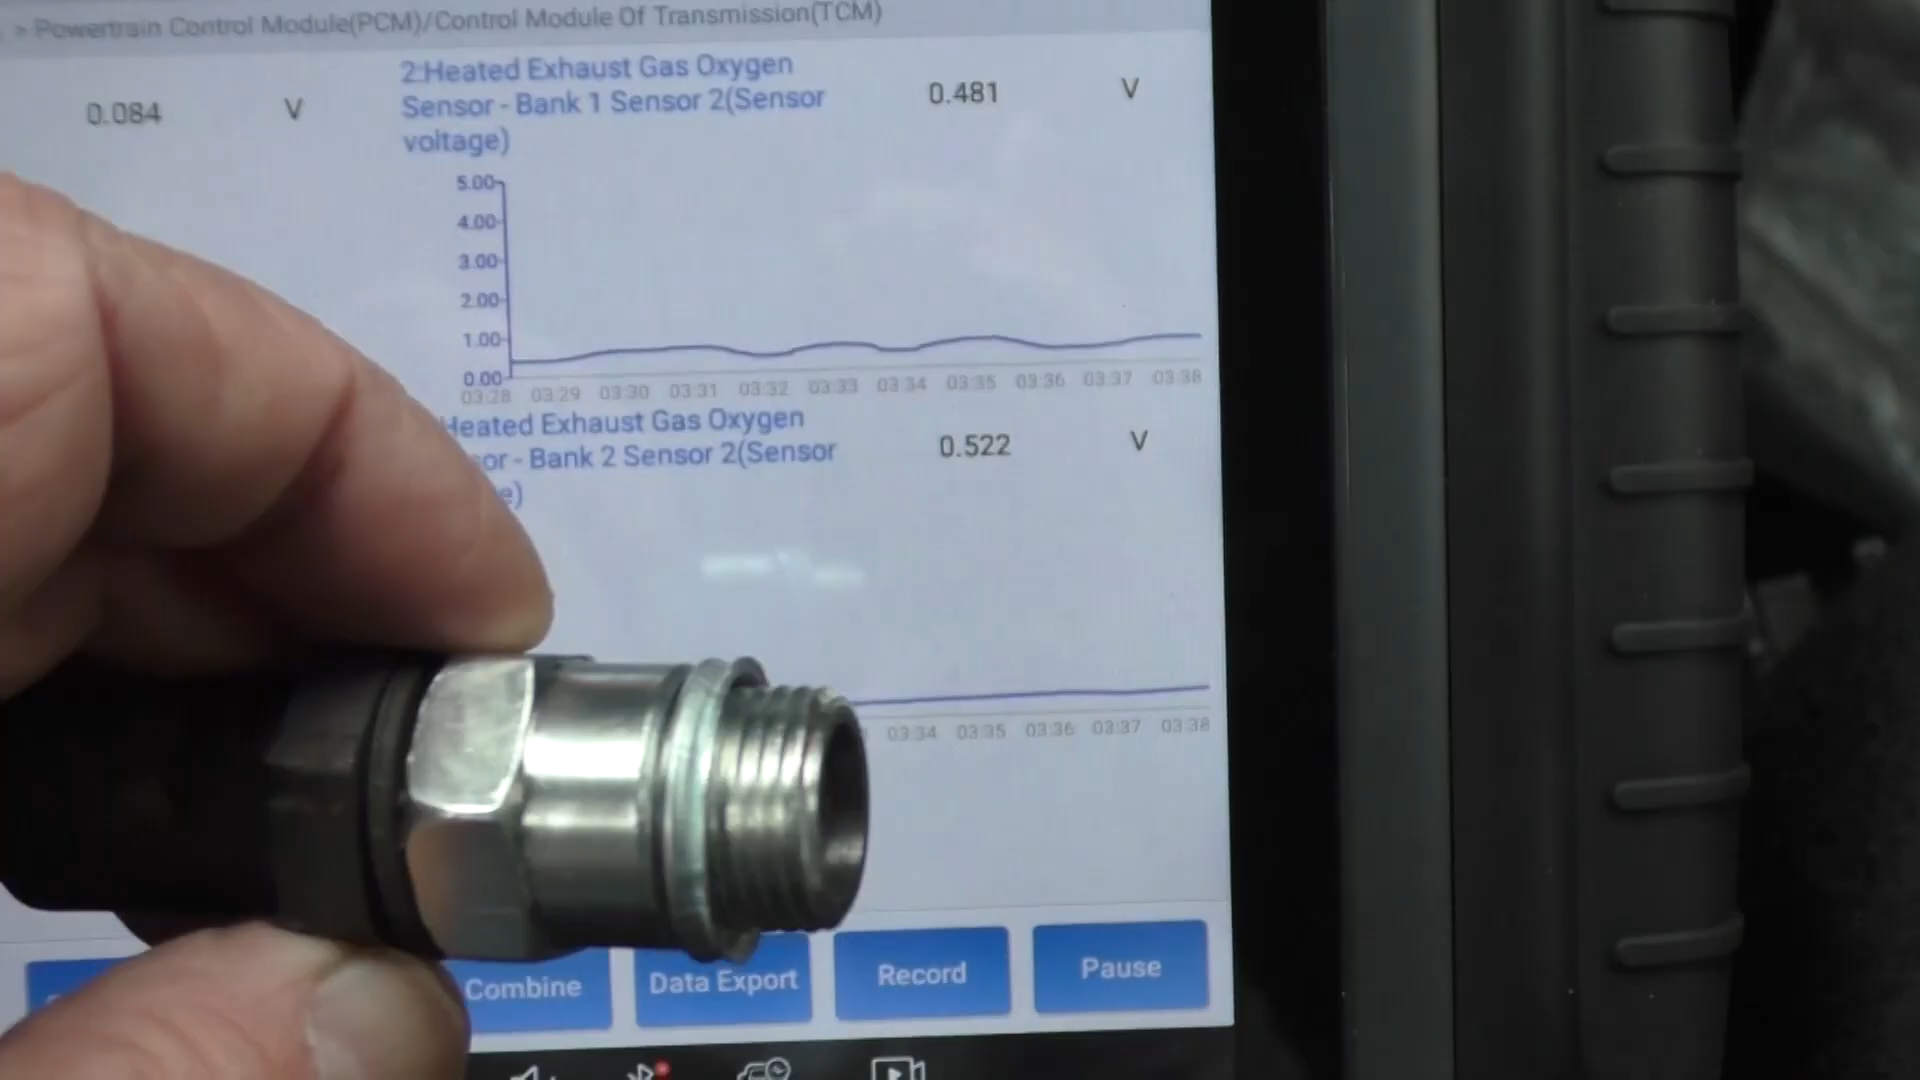 > Powertrain Control Module(PCM)/Control Module Of Transmission(TCM)
0.084 V
2:Heated Exhaust Gas Oxygen
Sensor - Bank 1 Sensor 2(Sensor
voltage)
0.481 V
5.00
4.00
3.00
2.00
1.00
0.00
03:28 03:29 03:30 03:31 03:32 03:33 03:34 03:35 03:36 03:37 03:38
Heated Exhaust Gas Oxygen
sor - Bank 2 Sensor 2(Sensor
e)
0.522 V
03:34 03:35 03:36 03:37 03:38
Combine
Data Export
Record
Pause